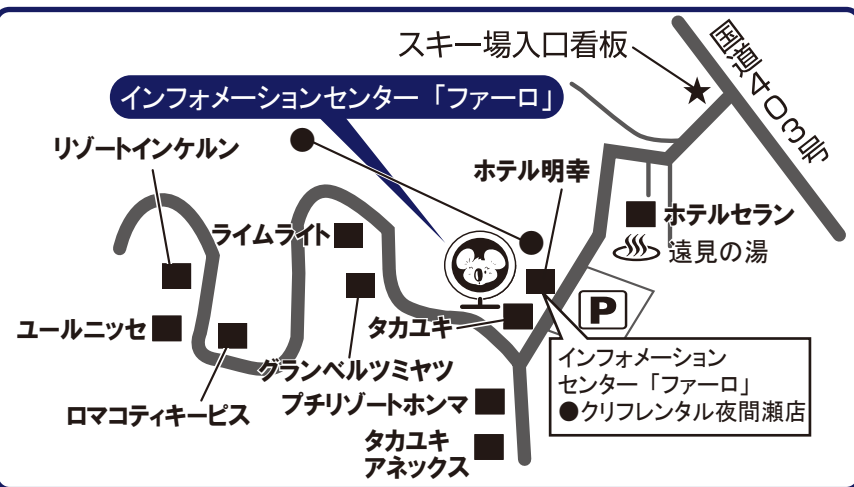 スキー場入口看板
国道403号
インフォメーションセンター「ファーロ」
リゾートインケルン
ホテル明幸
ライムライト
ホテルセラン
遠見の湯
ユールニッセ
タカユキ
P
グランベルツミヤツ
ロマコティキーピス
プチリゾートホンマ
タカユキ
アネックス
インフォメーション
センター「ファーロ」
●クリフレンタル夜間瀬店